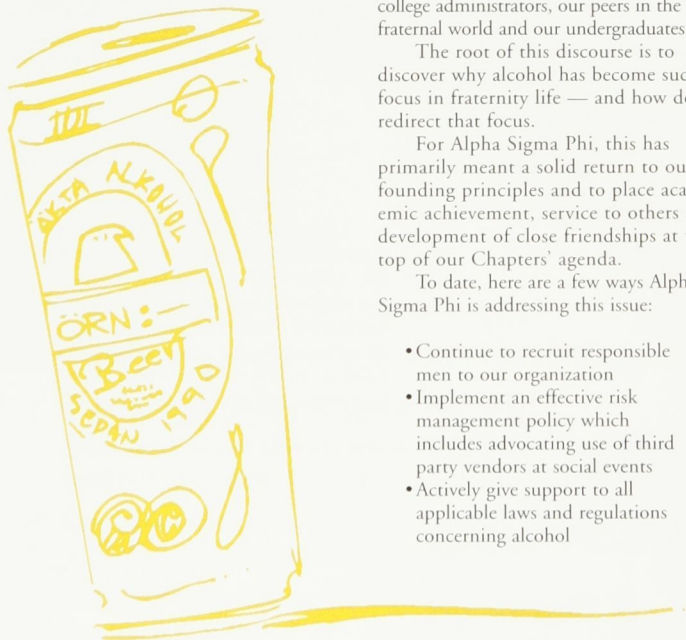 ÄKTA ALKOHOL
ÖRN:-
Beer
SEDAN 1990
college administrators, our peers in the
fraternal world and our undergraduates
The root of this discourse is to
discover why alcohol has become suc
focus in fraternity life — and how d
redirect that focus.
For Alpha Sigma Phi, this has
primarily meant a solid return to ou
founding principles and to place aca
emic achievement, service to others
development of close friendships at
top of our Chapters' agenda.
To date, here are a few ways Alph
Sigma Phi is addressing this issue:
• Continue to recruit responsible
men to our organization
• Implement an effective risk
management policy which
includes advocating use of third
party vendors at social events
• Actively give support to all
applicable laws and regulations
concerning alcohol